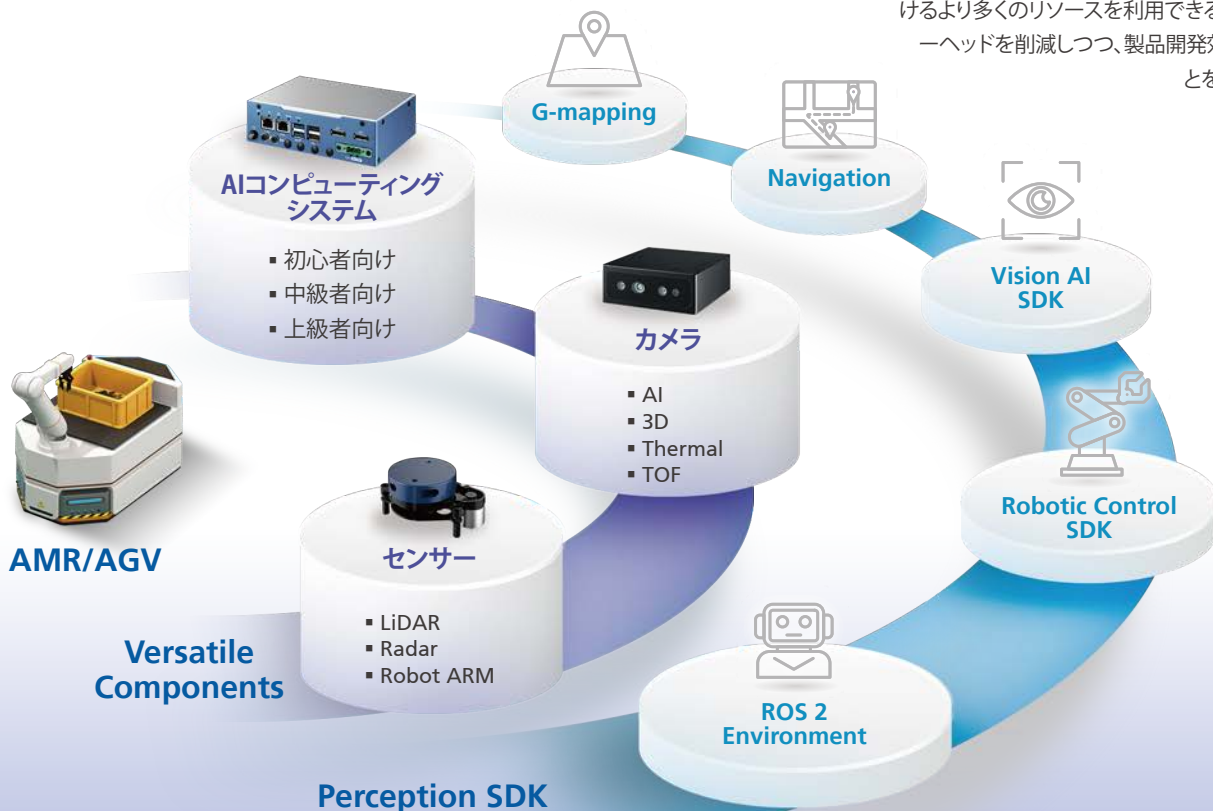 けるより多くのリソースを利用できる
ーヘッドを削減しつつ、製品開発効
とを
G-mapping
Navigation
Vision AI
SDK
Robotic Control
SDK
ROS 2
Environment
AIコンピューティング
システム
▪ 初心者向け
▪ 中級者向け
▪ 上級者向け
カメラ
▪ AI
▪ 3D
▪ Thermal
▪ TOF
センサー
▪ LiDAR
▪ Radar
▪ Robot ARM
AMR/AGV
Versatile
Components
Perception SDK